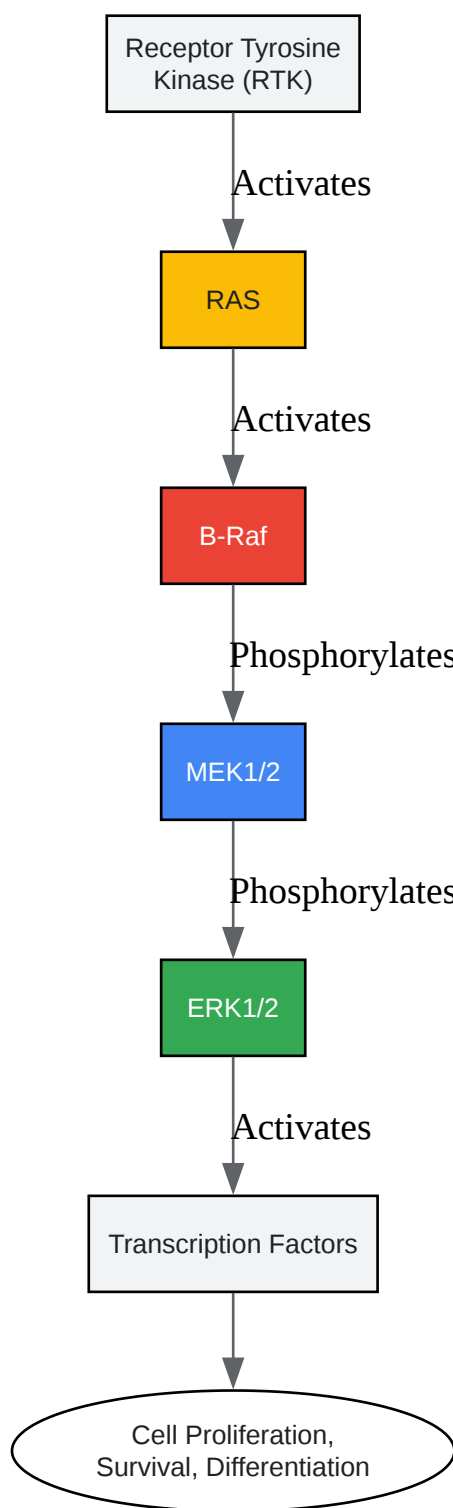 Receptor Tyrosine
Kinase (RTK)
Activates
RAS
Activates
B-Raf
Phosphorylates
MEK1/2
Phosphorylates
ERK1/2
Activates
Transcription Factors
Cell Proliferation,
Survival, Differentiation